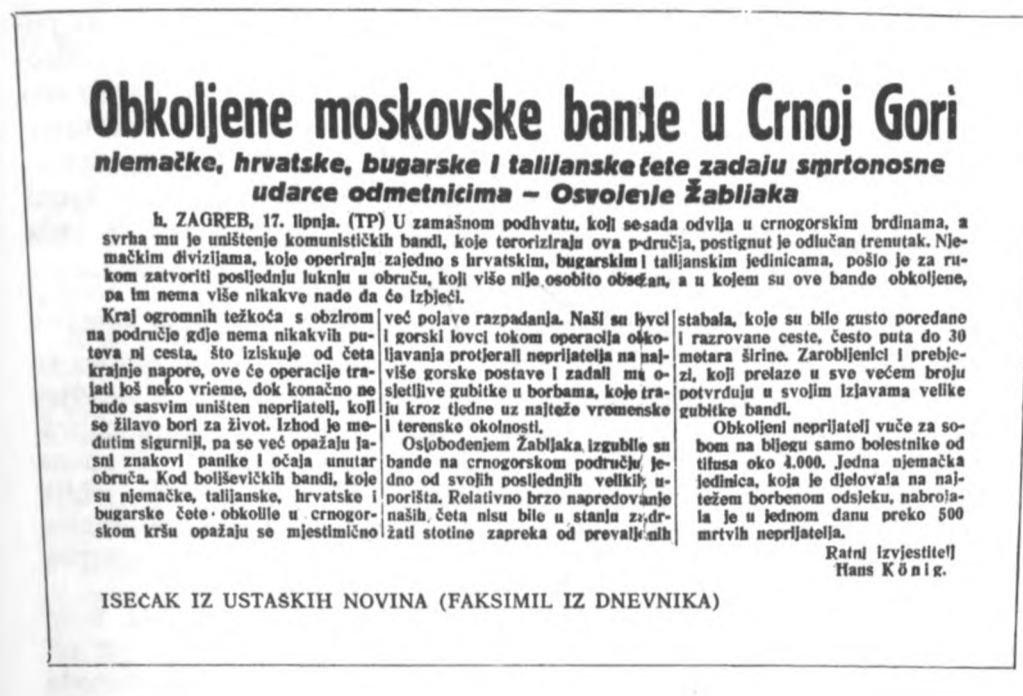 Obkoljene moskovske bande u Crnoj Gori
njemačke, hrvatske, bugarske i talijanske čete zadaju smrtonosne
udarce odmetnicima – Osvojenje Žabljaka
h. ZAGREB, 17. lipnja. (TP) U zamašnom podhvatu, koji se sada odvija u crnogorskim brdinama, a
svrha mu je uništenje komunističkih bandi, koje teroriziraju ova područja, postignut je odlučan trenutak. Nje-
mačkim divizijama, koje operiraju zajedno s hrvatskim, bugarskim i talijanskim jedinicama, pošlo je za ru-
kom zatvoriti posljednju luknju u obruču, koji više nije osobito obsežan, a u kojem su ove bande obkoljene,
pa im nema više nikakve nade da će izbjeći.
Kraj ogromnih težkoća s obzirom
na područje gdje nema nikakvih pu-
teva ni cesta, što iziskuje od četa
krajnje napore, ove će operacije tra-
jati još neko vrieme, dok konačno ne
bude sasvim uništen neprijatelj, koji
se žilavo bori za život. Izhod je me-
đutim sigurniji, pa se već opažaju ja-
sni znakovi panike i očaja unutar
obruča. Kod boljševičkih bandi, koje
su njemačke, talijanske, hrvatske i
bugarske čete obkolile u crnogor-
skom kršu opažaju se mjestimično
već pojave razpadanja. Naši su lovci
i gorski lovci tokom operacija obko-
ljavanja protjerali neprijatelja na naj-
više gorske postave i zadali mu o-
sjetljive gubitke u borbama, koje tra-
ju kroz tjedne uz najteže vremenske
i terenske okolnosti.
Oslobođenjem Žabljaka izgubile su
bande na crnogorskom području je-
dno od svojih posljednjih velikih u-
porišta. Relativno brzo napredovanje
naših četa nisu bile u stanju zadr-
žati stotine zapreka od prevaljenih
stabala, koje su bile gusto poredane
i razrovane ceste, često puta do 30
metara širine. Zarobljenici i prebje-
zi, koji prelaze u sve većem broju
potvrđuju u svojim izjavama velike
gubitke bandi.
Obkoljeni neprijatelj vuče za so-
bom na bijegu samo bolestnike od
tifusa oko 4.000. Jedna njemačka
jedinica, koja je djelovala na naj-
težem borbenom odsjeku, nabroja-
la je u jednom danu preko 500
mrtvih neprijatelja.
Ratni izvjestitelj
Hans König.
ISEČAK IZ USTAŠKIH NOVINA (FAKSIMIL IZ DNEVNIKA)